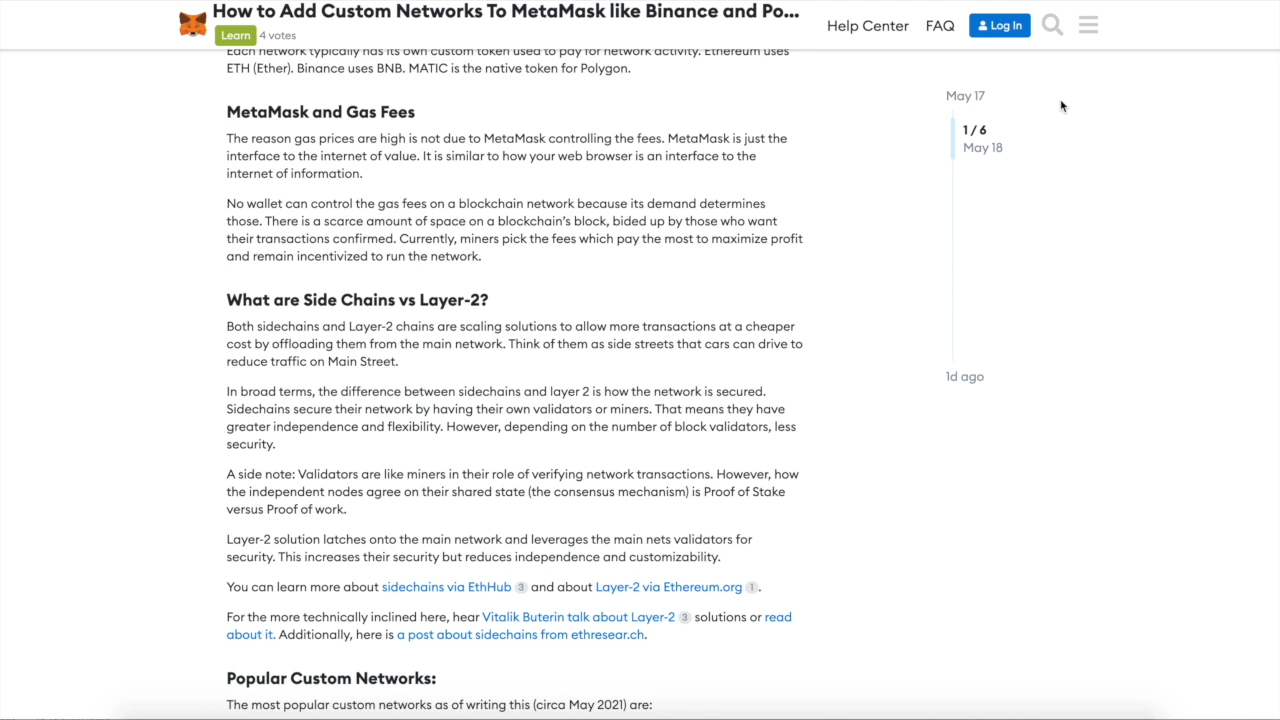 How to Add Custom Networks To MetaMask like Binance and Po...
Learn 4 votes
Help Center FAQ Log In
Each network typically has its own custom token used to pay for network activity. Ethereum uses
ETH (Ether). Binance uses BNB. MATIC is the native token for Polygon.
MetaMask and Gas Fees
The reason gas prices are high is not due to MetaMask controlling the fees. MetaMask is just the
interface to the internet of value. It is similar to how your web browser is an interface to the
internet of information.
No wallet can control the gas fees on a blockchain network because its demand determines
those. There is a scarce amount of space on a blockchain's block, bided up by those who want
their transactions confirmed. Currently, miners pick the fees which pay the most to maximize profit
and remain incentivized to run the network.
What are Side Chains vs Layer-2?
Both sidechains and Layer-2 chains are scaling solutions to allow more transactions at a cheaper
cost by offloading them from the main network. Think of them as side streets that cars can drive to
reduce traffic on Main Street.
In broad terms, the difference between sidechains and layer 2 is how the network is secured.
Sidechains secure their network by having their own validators or miners. That means they have
greater independence and flexibility. However, depending on the number of block validators, less
security.
A side note: Validators are like miners in their role of verifying network transactions. However, how
the independent nodes agree on their shared state (the consensus mechanism) is Proof of Stake
versus Proof of work.
Layer-2 solution latches onto the main network and leverages the main nets validators for
security. This increases their security but reduces independence and customizability.
You can learn more about sidechains via EthHub 3 and about Layer-2 via Ethereum.org 1.
For the more technically inclined here, hear Vitalik Buterin talk about Layer-2 3 solutions or read
about it. Additionally, here is a post about sidechains from ethresear.ch.
Popular Custom Networks:
The most popular custom networks as of writing this (circa May 2021) are:
May 17
1 / 6
May 18
1d ago